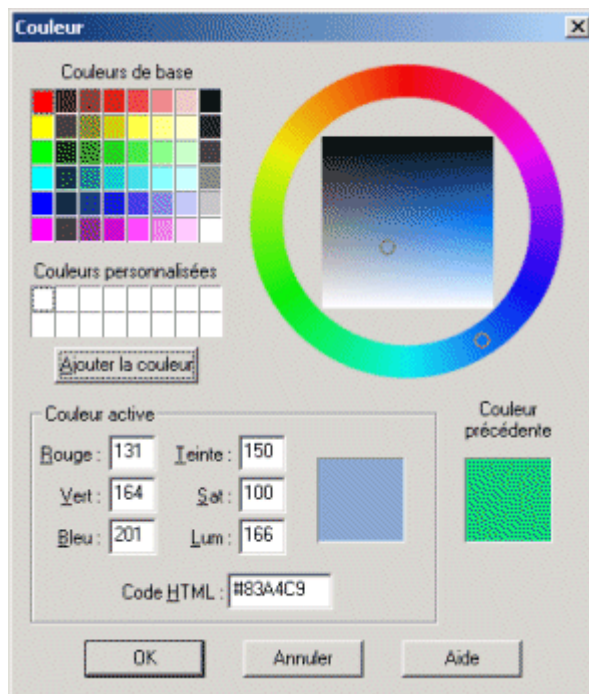 Couleur
Couleurs de base
Couleurs personnalisées
Ajouter la couleur
Couleur active
Rouge : 131 Teinte : 150
Vert : 164 Sat : 100
Bleu : 201 Lum : 166
Code HTML : #83A4C9
Couleur
précédente
OK Annuler Aide